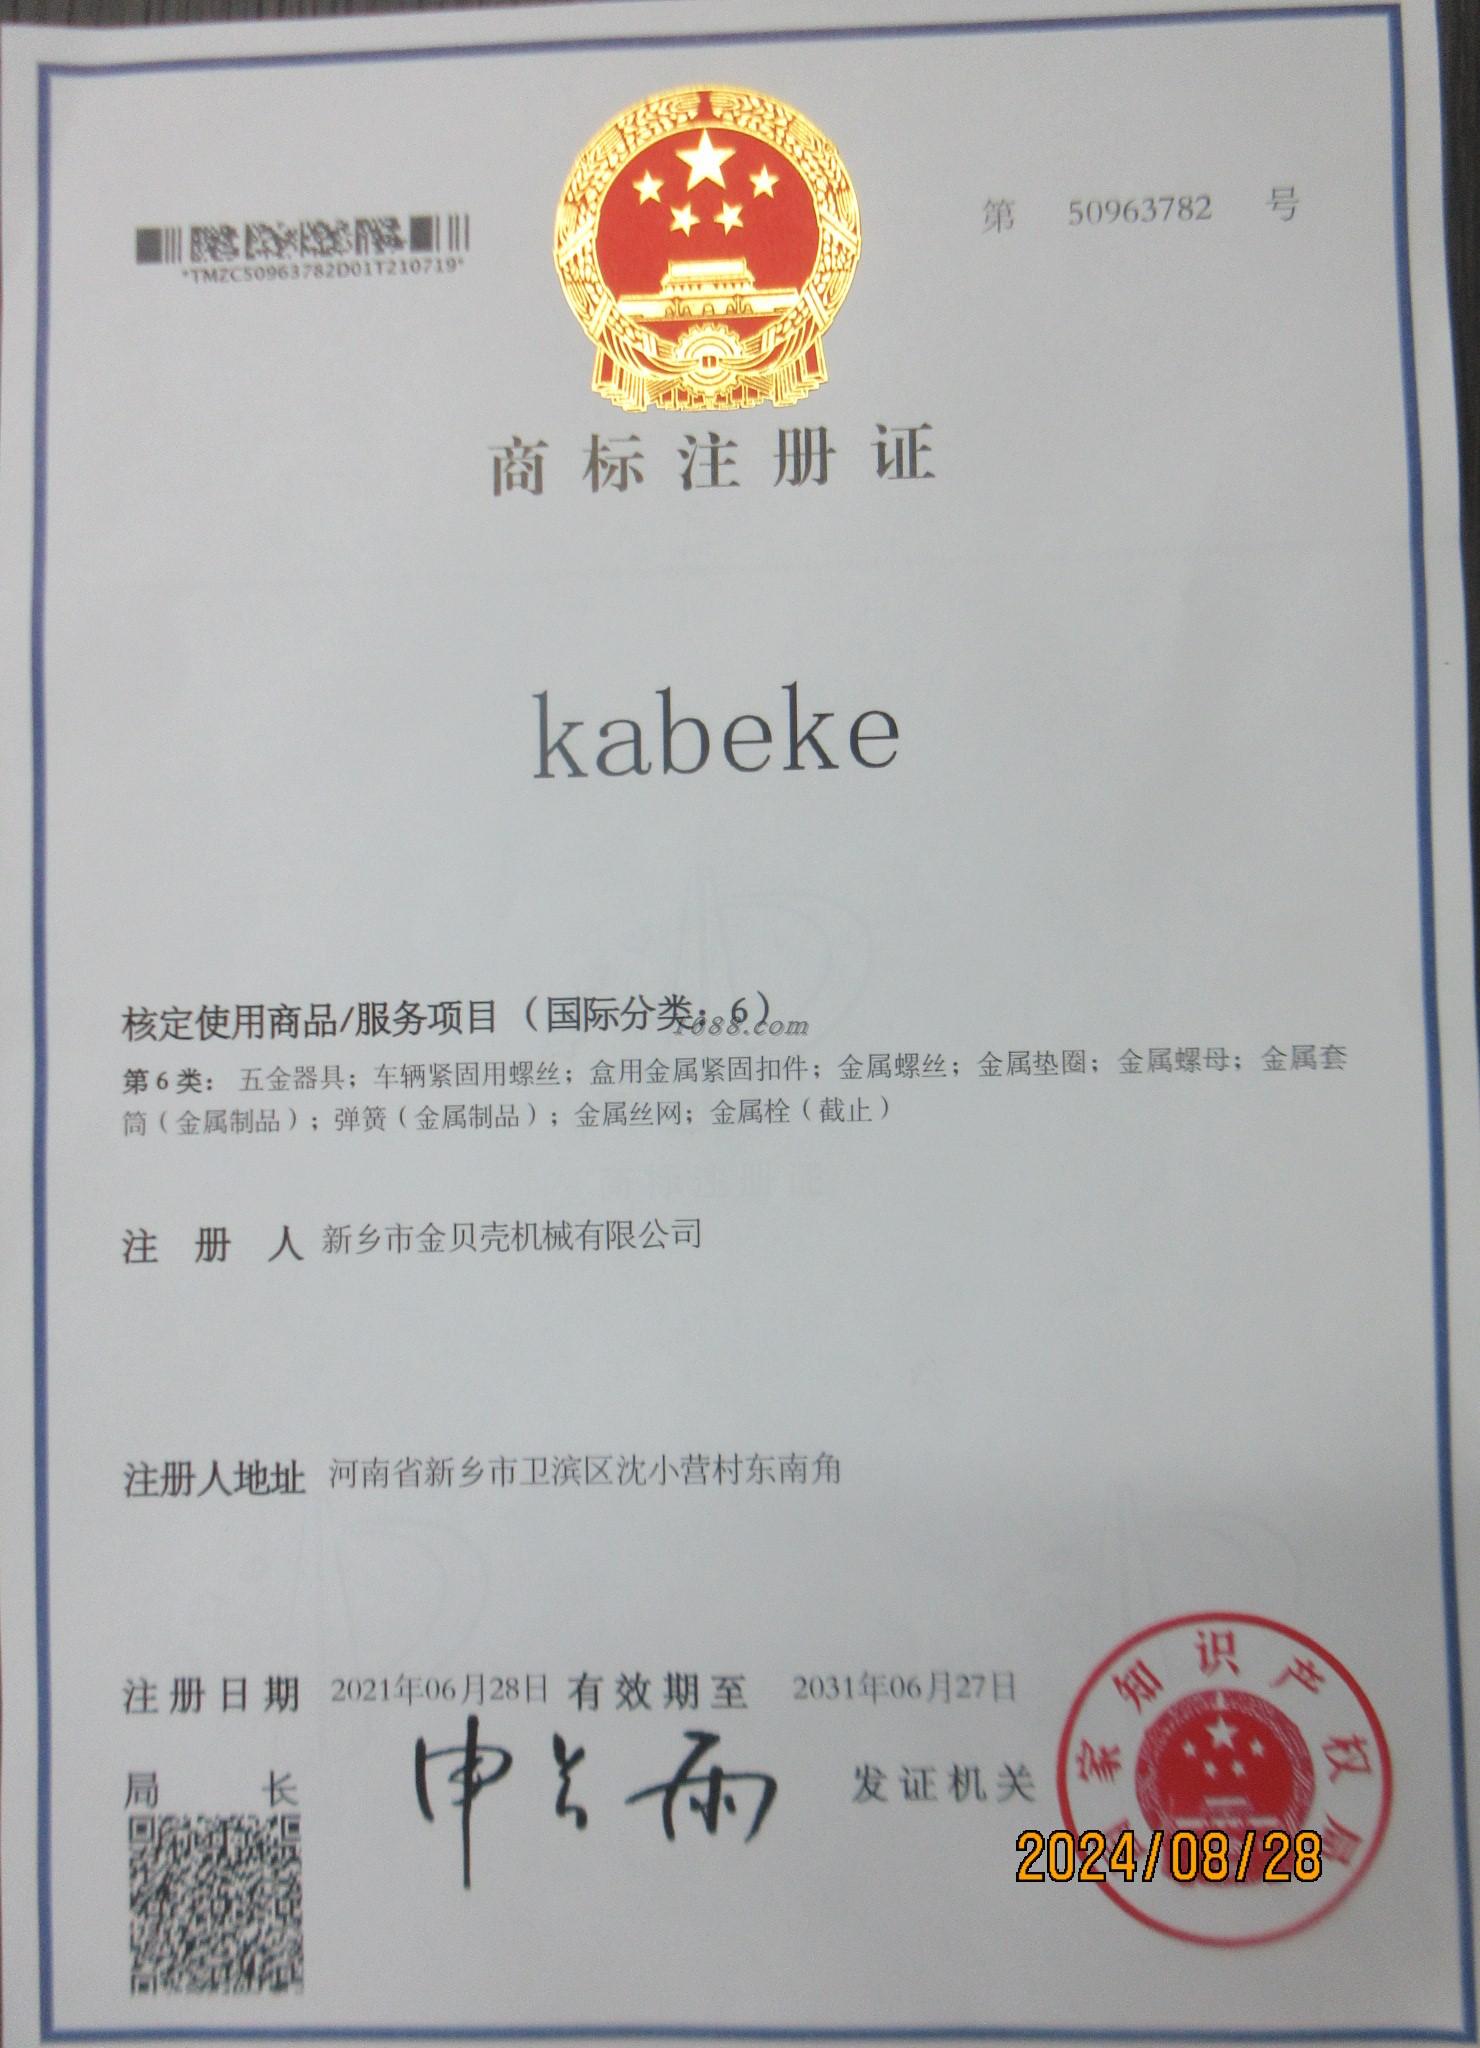 *TMZC50963782D01T210719*
第 50963782 号
商标注册证
kabeke
核定使用商品/服务项目（国际分类：6）
1688.com
第6类：五金器具；车辆紧固用螺丝；盒用金属紧固扣件；金属螺丝；金属垫圈；金属螺母；金属套
筒（金属制品）；弹簧（金属制品）；金属丝网；金属栓（截止）
注册人 新乡市金贝壳机械有限公司
注册人地址 河南省新乡市卫滨区沈小营村东南角
注册日期 2021年06月28日 有效期至 2031年06月27日
局长 申长雨 发证机关
国家知识产权局
2024/08/28